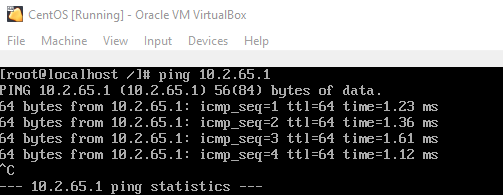 CentOS [Running] - Oracle VM VirtualBox
File Machine View Input Devices Help
[root@localhost /]# ping 10.2.65.1
PING 10.2.65.1 (10.2.65.1) 56(84) bytes of data.
64 bytes from 10.2.65.1: icmp_seq=1 ttl=64 time=1.23 ms
64 bytes from 10.2.65.1: icmp_seq=2 ttl=64 time=1.36 ms
64 bytes from 10.2.65.1: icmp_seq=3 ttl=64 time=1.61 ms
64 bytes from 10.2.65.1: icmp_seq=4 ttl=64 time=1.12 ms
^C
--- 10.2.65.1 ping statistics ---